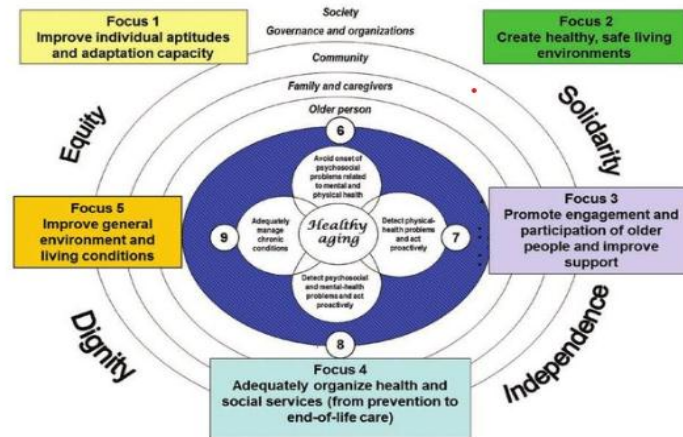 Focus 1
Improve individual aptitudes
and adaptation capacity
Society
Governance and organizations
Community
Family and caregivers
Older person
Focus 2
Create healthy, safe living
environments
Equity
Solidarity
6
Avoid onset of
psychosocial
problems related
to mental and
physical health
Focus 5
Improve general
environment and
living conditions
9
Adequately
manage
chronic
conditions
Healthy
aging
Detect physical-
health problems
and act
proactively
7
Focus 3
Promote engagement and
participation of older
people and improve
support
Detect psychosocial
and mental-health
problems and act
proactively
8
Dignity
Independence
Focus 4
Adequately organize health and
social services (from prevention to
end-of-life care)